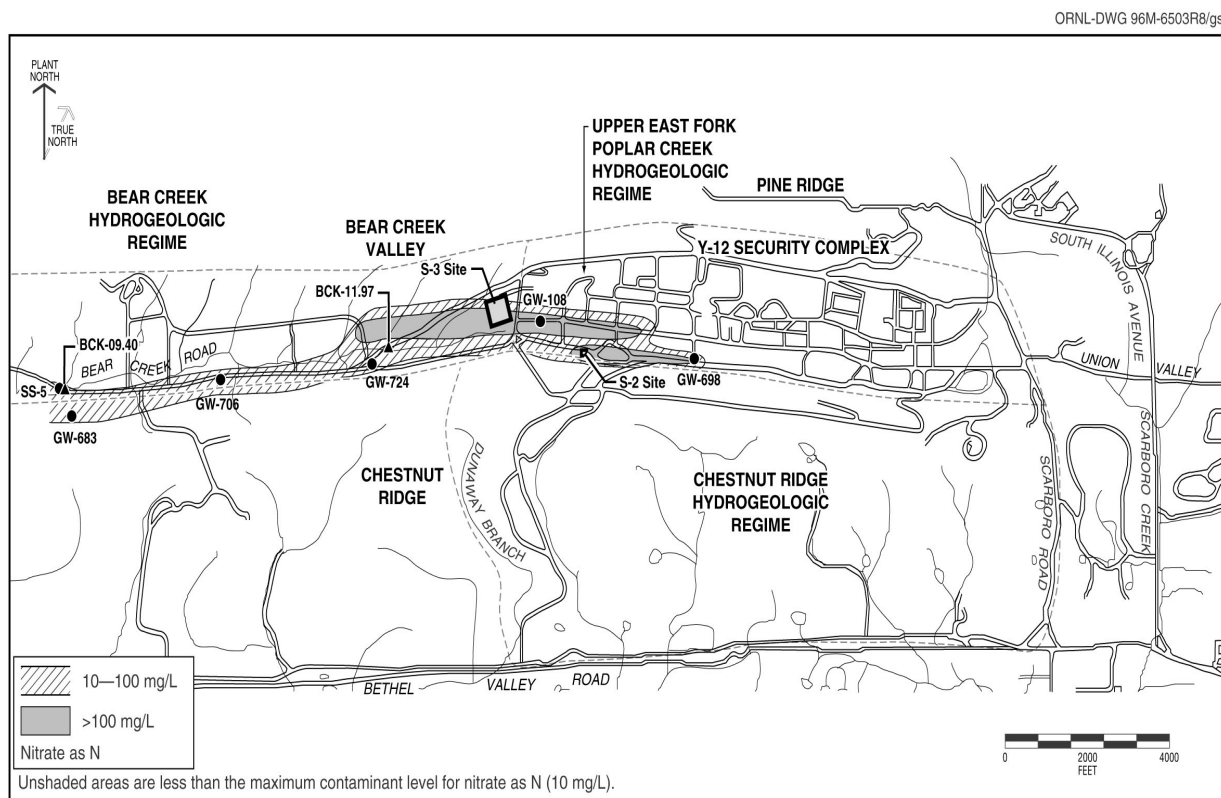 ORNL-DWG 96M-6503R8/gs
PLANT
NORTH
TRUE
NORTH
BEAR CREEK
HYDROGEOLOGIC
REGIME
BEAR CREEK
VALLEY
UPPER EAST FORK
POPLAR CREEK
HYDROGEOLOGIC
REGIME
PINE RIDGE
Y-12 SECURITY COMPLEX
SOUTH ILLINOIS AVENUE
S-3 Site
BCK-11.97
GW-108
BCK-09.40
BEAR CREEK ROAD
SS-5
GW-706
GW-724
S-2 Site
GW-698
UNION VALLEY
GW-683
CHESTNUT
RIDGE
DUNAWAY BRANCH
CHESTNUT RIDGE
HYDROGEOLOGIC
REGIME
SCARBORO ROAD
SCARBORO CREEK
BETHEL VALLEY ROAD
10—100 mg/L
>100 mg/L
Nitrate as N
0 2000 4000
FEET
Unshaded areas are less than the maximum contaminant level for nitrate as N (10 mg/L).